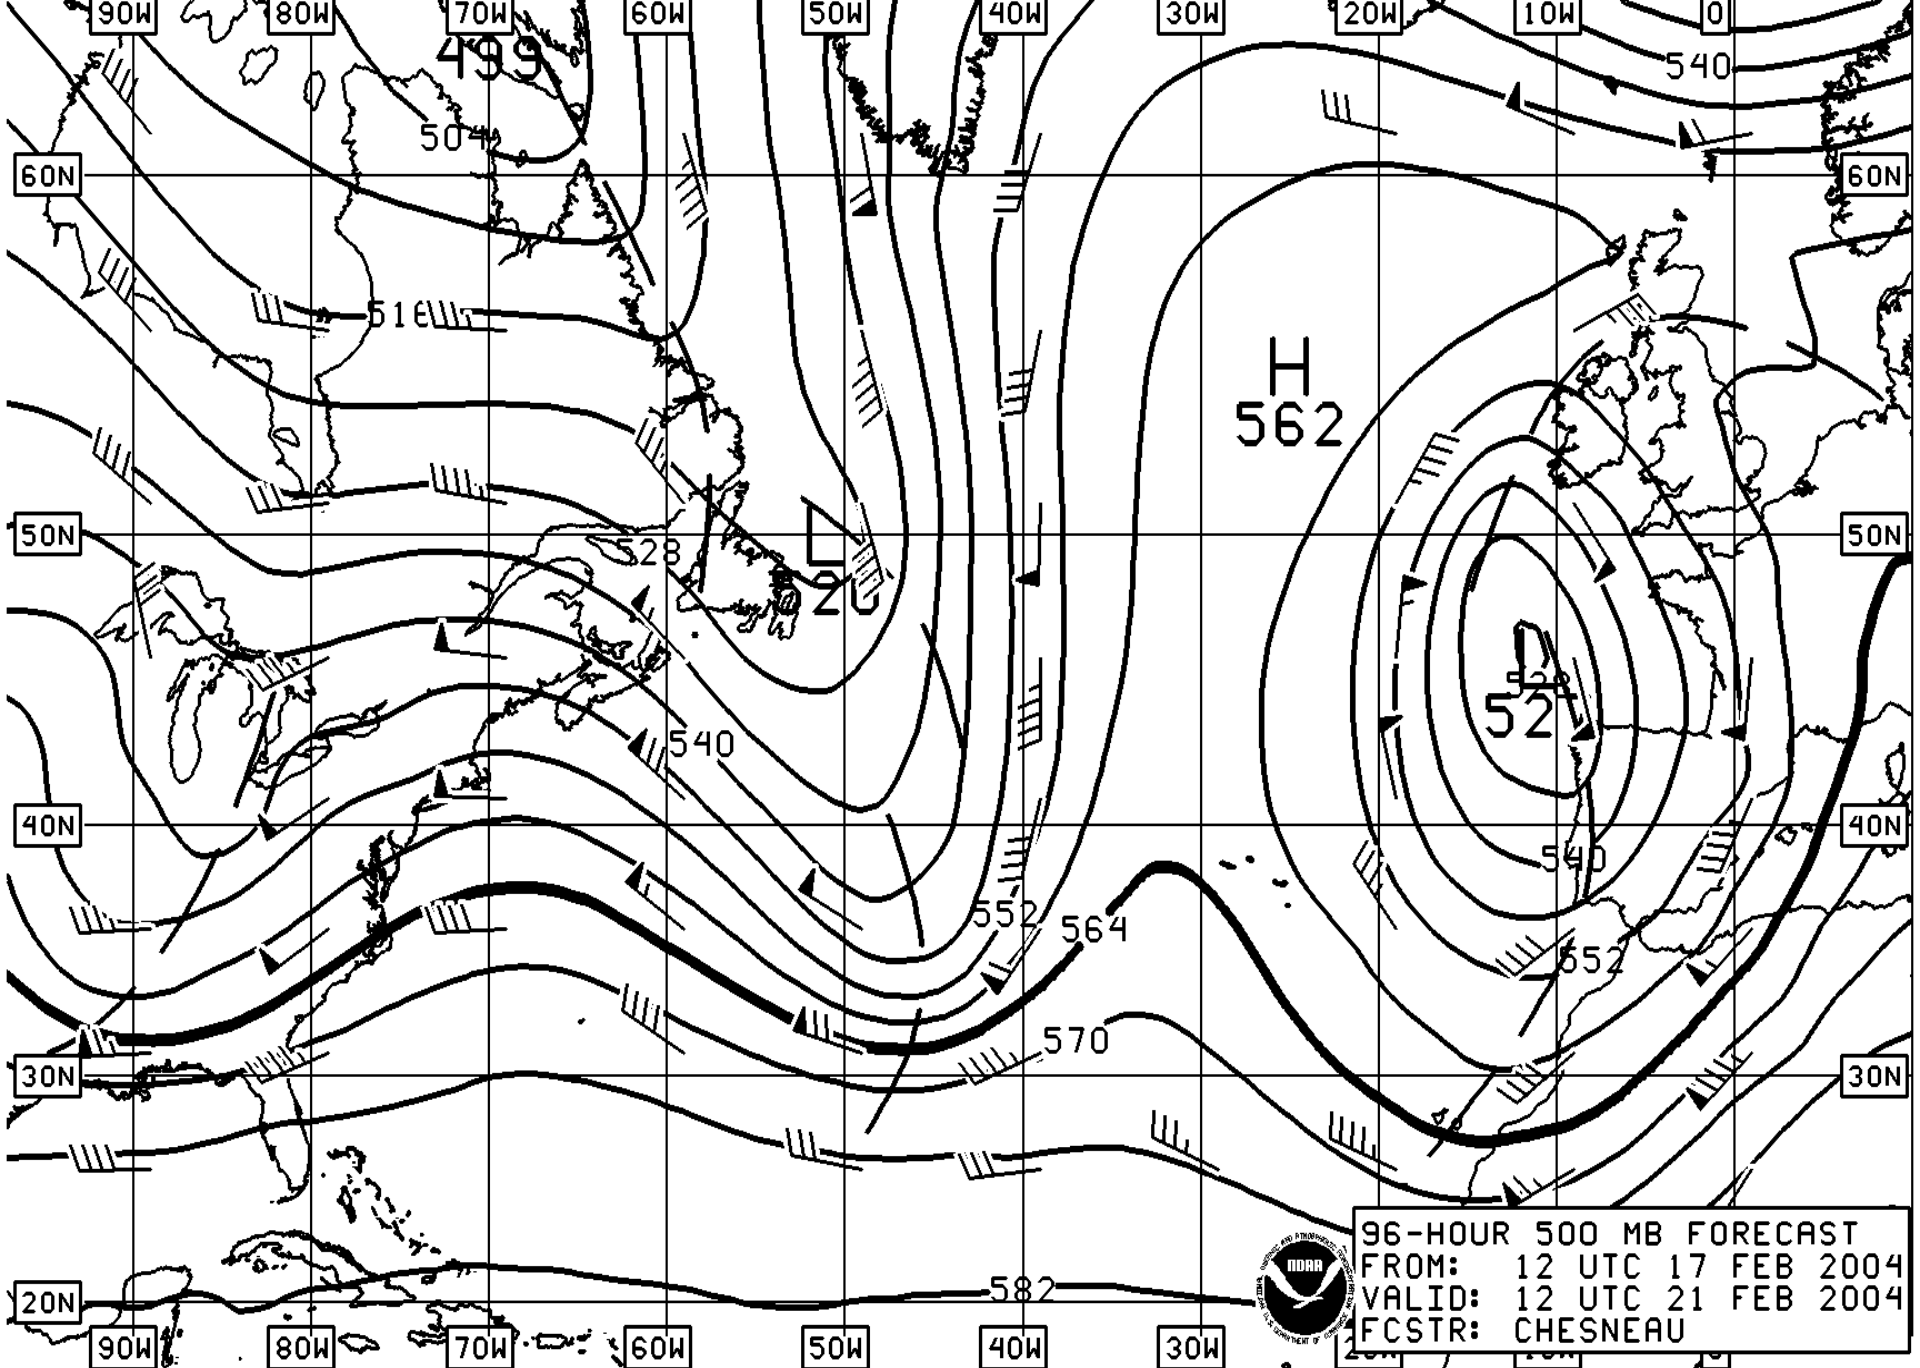 90W 80W 70W 60W 50W 40W 30W 20W 10W 0
499
540
504
60N 60N
516
H
562
50N 50N
528
L
520
540
52
40N 40N
540
552 564
552
570
30N 30N
96-HOUR 500 MB FORECAST
FROM: 12 UTC 17 FEB 2004
VALID: 12 UTC 21 FEB 2004
FCSTR: CHESNEAU
NOAA
582
20N
90W 80W 70W 60W 50W 40W 30W